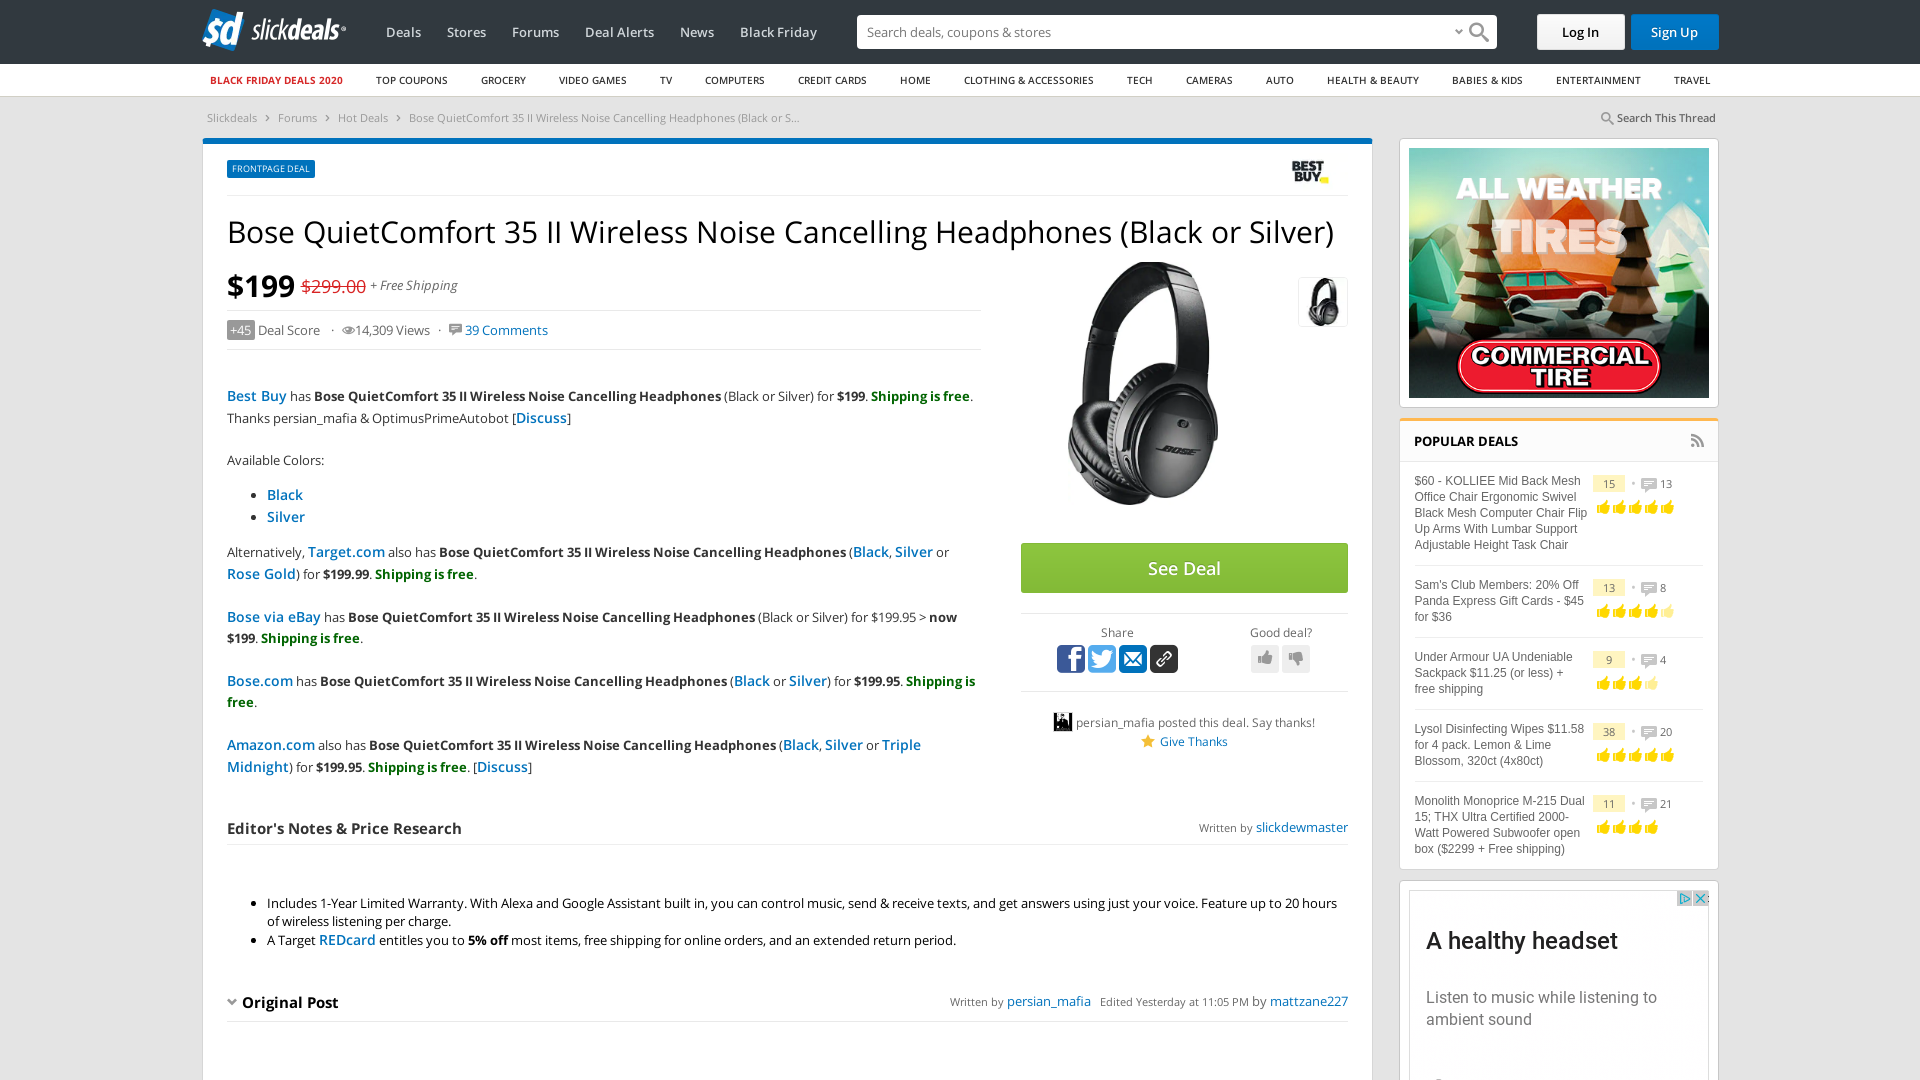 sd slickdeals
Deals
Stores
Forums
Deal Alerts
News
Black Friday
Search deals, coupons & stores
Log In
Sign Up
BLACK FRIDAY DEALS 2020
TOP COUPONS
GROCERY
VIDEO GAMES
TV
COMPUTERS
CREDIT CARDS
HOME
CLOTHING & ACCESSORIES
TECH
CAMERAS
AUTO
HEALTH & BEAUTY
BABIES & KIDS
ENTERTAINMENT
TRAVEL
Slickdeals › Forums › Hot Deals › Bose QuietComfort 35 II Wireless Noise Cancelling Headphones (Black or S...
Search This Thread
FRONTPAGE DEAL
BEST
BUY
Bose QuietComfort 35 II Wireless Noise Cancelling Headphones (Black or Silver)
$199 $299.00 + Free Shipping
+45 Deal Score · 14,309 Views · 39 Comments
Best Buy has Bose QuietComfort 35 II Wireless Noise Cancelling Headphones (Black or Silver) for $199. Shipping is free.
Thanks persian_mafia & OptimusPrimeAutobot [Discuss]
Available Colors:
• Black
• Silver
Alternatively, Target.com also has Bose QuietComfort 35 II Wireless Noise Cancelling Headphones (Black, Silver or
Rose Gold) for $199.99. Shipping is free.
Bose via eBay has Bose QuietComfort 35 II Wireless Noise Cancelling Headphones (Black or Silver) for $199.95 > now
$199. Shipping is free.
Bose.com has Bose QuietComfort 35 II Wireless Noise Cancelling Headphones (Black or Silver) for $199.95. Shipping is
free.
Amazon.com also has Bose QuietComfort 35 II Wireless Noise Cancelling Headphones (Black, Silver or Triple
Midnight) for $199.95. Shipping is free. [Discuss]
BOSE
See Deal
Share
Good deal?
persian_mafia posted this deal. Say thanks!
Give Thanks
Editor's Notes & Price Research
Written by slickdewmaster
• Includes 1-Year Limited Warranty. With Alexa and Google Assistant built in, you can control music, send & receive texts, and get answers using just your voice. Feature up to 20 hours
of wireless listening per charge.
• A Target REDcard entitles you to 5% off most items, free shipping for online orders, and an extended return period.
Original Post
Written by persian_mafia Edited Yesterday at 11:05 PM by mattzane227
ALL WEATHER
TIRES
COMMERCIAL
TIRE
POPULAR DEALS
$60 - KOLLIEE Mid Back Mesh
Office Chair Ergonomic Swivel
Black Mesh Computer Chair Flip
Up Arms With Lumbar Support
Adjustable Height Task Chair
15 • 13
Sam's Club Members: 20% Off
Panda Express Gift Cards - $45
for $36
13 • 8
Under Armour UA Undeniable
Sackpack $11.25 (or less) +
free shipping
9 • 4
Lysol Disinfecting Wipes $11.58
for 4 pack. Lemon & Lime
Blossom, 320ct (4x80ct)
38 • 20
Monolith Monoprice M-215 Dual
15; THX Ultra Certified 2000-
Watt Powered Subwoofer open
box ($2299 + Free shipping)
11 • 21
A healthy headset
Listen to music while listening to
ambient sound